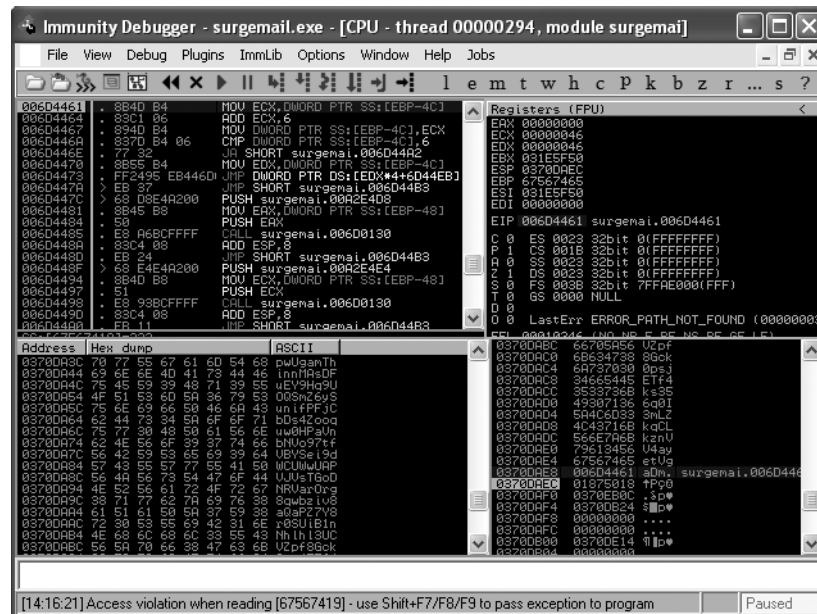 Immunity Debugger - surgemail.exe - [CPU - thread 00000294, module surgemai]
File View Debug Plugins ImmLib Options Window Help Jobs
l e m t w h c P k b z r ... s ?
006D4461 . 8B4D B4 MOV ECX,DWORD PTR SS:[EBP-4C]
006D4464 . 83C1 06 ADD ECX,6
006D4467 . 894D B4 MOV DWORD PTR SS:[EBP-4C],ECX
006D446A . 837D B4 06 CMP DWORD PTR SS:[EBP-4C],6
006D446E . 77 32 JA SHORT surgemai.006D44A2
006D4470 . 8B55 B4 MOV EDX,DWORD PTR SS:[EBP-4C]
006D4473 . FF2495 EB446D JMP DWORD PTR DS:[EDX*4+6D44EB]
> EB 37 JMP SHORT surgemai.006D44B3
006D447C > 68 D8E4A200 PUSH surgemai.00A2E4D8
006D4481 . 8B45 B8 MOV EAX,DWORD PTR SS:[EBP-48]
006D4484 . 50 PUSH EAX
006D4485 . E8 A6BCFFFF CALL surgemai.006D0130
006D448A . 83C4 08 ADD ESP,8
006D448D . EB 24 JMP SHORT surgemai.006D44B3
006D448F > 68 E4E4A200 PUSH surgemai.00A2E4E4
006D4494 . 8B4D B8 MOV ECX,DWORD PTR SS:[EBP-48]
006D4497 . 51 PUSH ECX
006D4498 . E8 93BCFFFF CALL surgemai.006D0130
006D449D . 83C4 08 ADD ESP,8
006D44A0 . EB 11 JMP SHORT surgemai.006D44B3
Registers (FPU) <
EAX 00000000
ECX 00000046
EDX 00000046
EBX 031E5F50
ESP 0370DAEC
EBP 67567465
ESI 031E5F50
EDI 00000000
EIP 006D4461 surgemai.006D4461
C 0 ES 0023 32bit 0(FFFFFFFF)
P 1 CS 001B 32bit 0(FFFFFFFF)
A 0 SS 0023 32bit 0(FFFFFFFF)
Z 1 DS 0023 32bit 0(FFFFFFFF)
S 0 FS 003B 32bit 7FFAE000(FFF)
T 0 GS 0000 NULL
D 0
O 0 LastErr ERROR_PATH_NOT_FOUND (0000000
Address Hex dump ASCII
0370DA3C 70 77 55 67 61 6D 54 68 pwUgamTh
0370DA44 69 6E 6E 4D 41 73 44 46 innMAsDF
0370DA4C 75 45 59 39 48 71 39 55 uEY9Hq9U
0370DA54 4F 51 53 6D 5A 36 79 53 OQSmZ6yS
0370DA5C 75 6E 69 66 50 46 6A 43 unifPFjC
0370DA64 62 44 73 34 5A 6F 6F 71 bDs4Zooq
0370DA6C 75 77 30 48 50 61 56 6E uw0HPaVn
0370DA74 62 4E 56 6F 39 37 74 66 bNVo97tf
0370DA7C 56 42 59 53 65 69 39 64 VBYSei9d
0370DA84 57 43 55 57 77 55 41 50 WCUWwUAP
0370DA8C 56 4A 56 73 54 47 6F 44 VJVsTGoD
0370DA94 4E 52 56 61 72 4F 72 67 NRVarOrg
0370DA9C 38 71 77 62 7A 69 76 38 8qwbziv8
0370DAA4 61 51 61 50 5A 37 59 38 aQaPZ7Y8
0370DAAC 72 30 53 55 69 42 31 6E r0SUiB1n
0370DAB4 4E 68 6C 68 6C 33 55 43 Nhlhl3UC
0370DABC 56 5A 70 66 38 47 63 6B VZpf8Gck
0370DABC 66705A56 VZpf
0370DAC0 6B634738 8Gck
0370DAC4 6A737030 0psj
0370DAC8 34665445 ETf4
0370DACC 3533736B ks35
0370DAD0 49307136 6q0I
0370DAD4 5A4C6D33 3mLZ
0370DAD8 4C43716B kqCL
0370DADC 566E7A6B kznV
0370DAE0 79613456 V4ay
0370DAE4 67567465 etVg
0370DAE8 006D4461 aDm. surgemai.006D446
0370DAEC 01875018
0370DAF0 0370EB0C
0370DAF4 0370DB24
0370DAF8 00000000 ....
0370DAFC 00000000 ....
0370DB00 0370DE14
0370DB04 00000000
[14:16:21] Access violation when reading [67567419] - use Shift+F7/F8/F9 to pass exception to program Paused